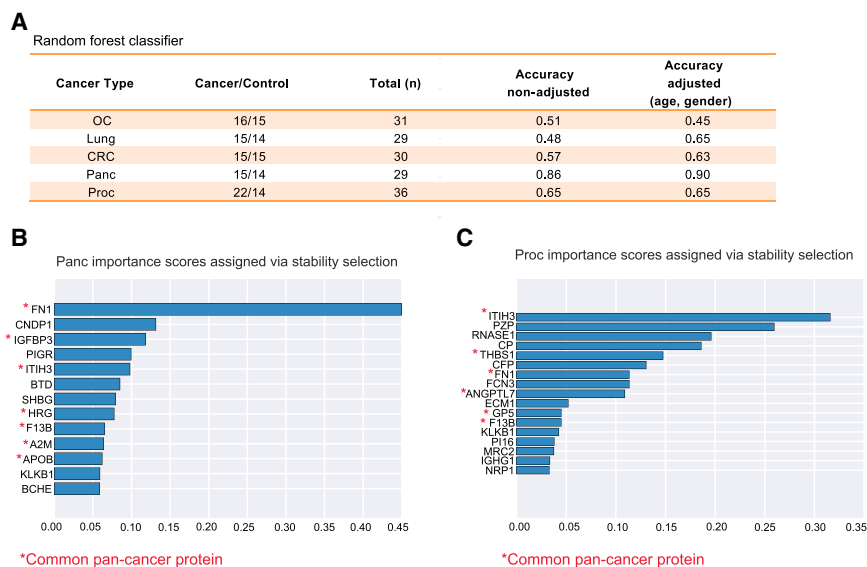 A
Random forest classifier
Cancer Type Cancer/Control Total (n) Accuracy non-adjusted Accuracy adjusted (age, gender)
OC 16/15 31 0.51 0.45
Lung 15/14 29 0.48 0.65
CRC 15/15 30 0.57 0.63
Panc 15/14 29 0.86 0.90
Proc 22/14 36 0.65 0.65
B
Panc importance scores assigned via stability selection
*FN1
CNDP1
*IGFBP3
PIGR
*ITIH3
BTD
SHBG
*HRG
*F13B
*A2M
*APOB
KLKB1
BCHE
0.00 0.05 0.10 0.15 0.20 0.25 0.30 0.35 0.40 0.45
*Common pan-cancer protein
C
Proc importance scores assigned via stability selection
*ITIH3
PZP
RNASE1
CP
*THBS1
CFP
*FN1
FCN3
*ANGPTL7
ECM1
*GP5
*F13B
KLKB1
PI16
MRC2
IGHG1
NRP1
0.00 0.05 0.10 0.15 0.20 0.25 0.30 0.35
*Common pan-cancer protein